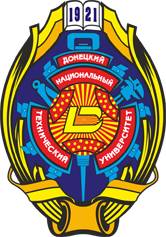 1921
ДОНЕЦКИЙ
НАЦИОНАЛЬНЫЙ
ТЕХНИЧЕСКИЙ
УНИВЕРСИТЕТ